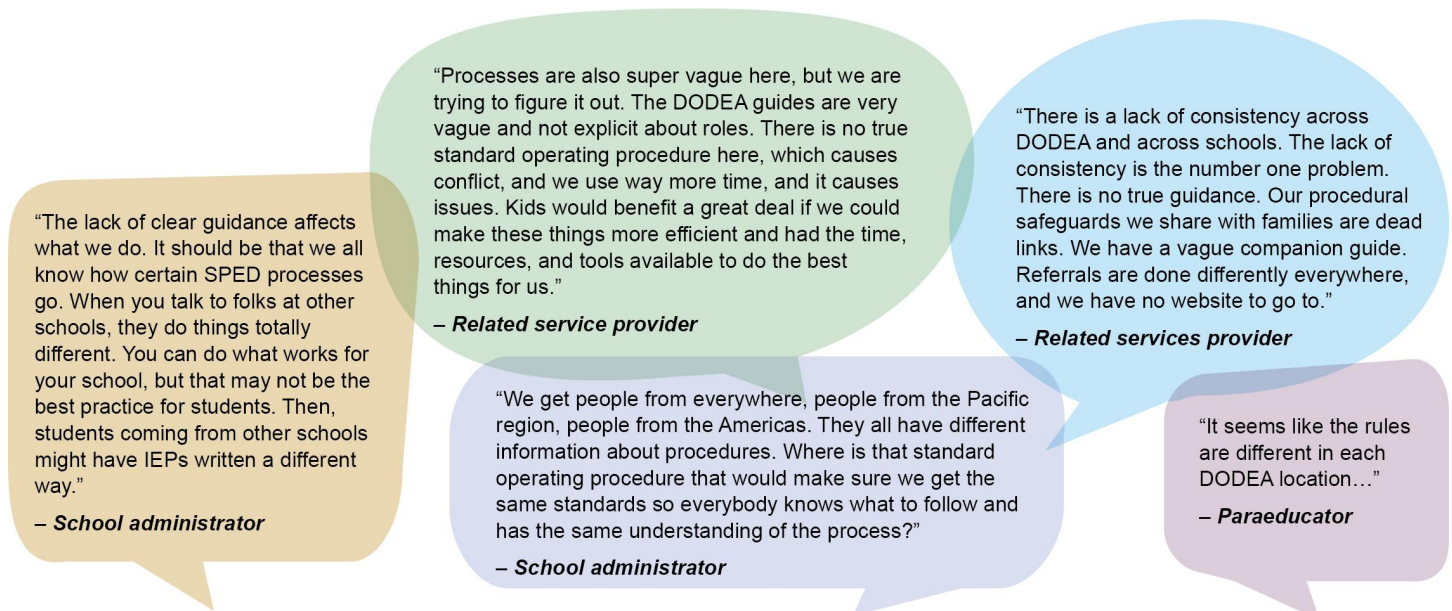 “The lack of clear guidance affects
what we do. It should be that we all
know how certain SPED processes
go. When you talk to folks at other
schools, they do things totally
different. You can do what works for
your school, but that may not be the
best practice for students. Then,
students coming from other schools
might have IEPs written a different
way.”
– School administrator
“Processes are also super vague here, but we are
trying to figure it out. The DODEA guides are very
vague and not explicit about roles. There is no true
standard operating procedure here, which causes
conflict, and we use way more time, and it causes
issues. Kids would benefit a great deal if we could
make these things more efficient and had the time,
resources, and tools available to do the best
things for us.”
– Related service provider
“There is a lack of consistency across
DODEA and across schools. The lack of
consistency is the number one problem.
There is no true guidance. Our procedural
safeguards we share with families are dead
links. We have a vague companion guide.
Referrals are done differently everywhere,
and we have no website to go to.”
– Related services provider
“We get people from everywhere, people from the Pacific
region, people from the Americas. They all have different
information about procedures. Where is that standard
operating procedure that would make sure we get the
same standards so everybody knows what to follow and
has the same understanding of the process?”
– School administrator
“It seems like the rules
are different in each
DODEA location…”
– Paraeducator